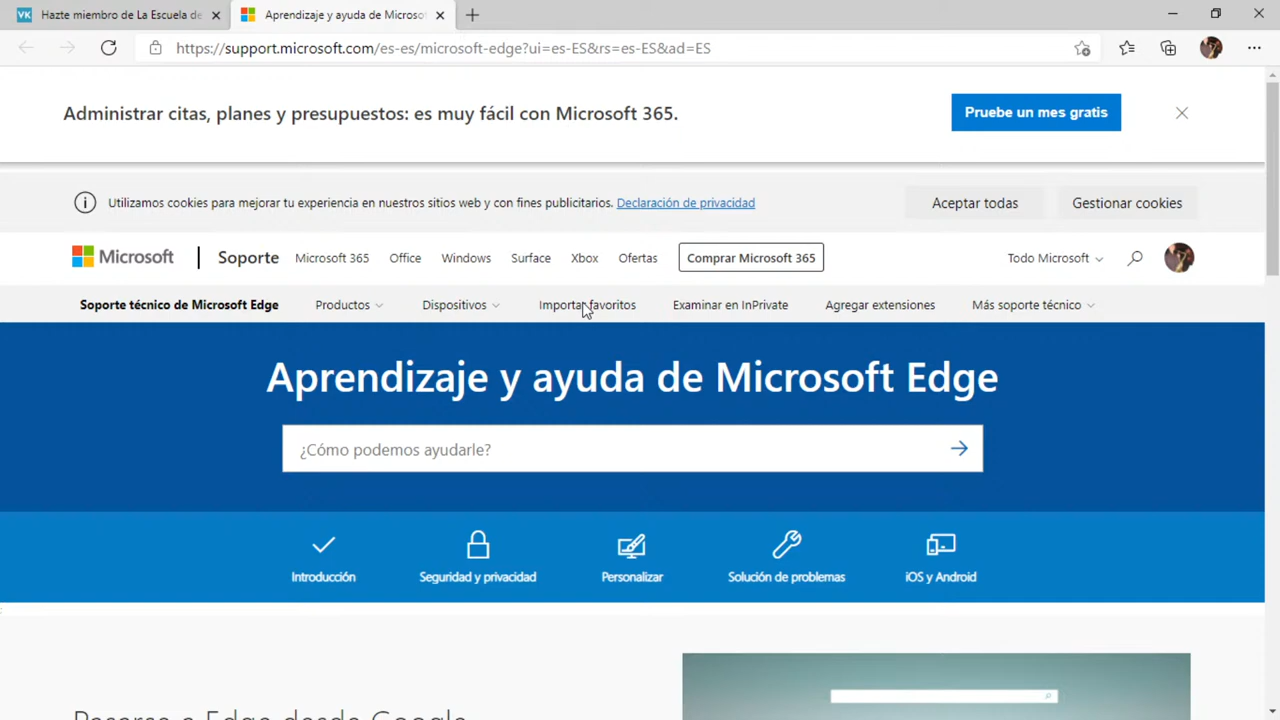 VK Hazte miembro de La Escuela de
Aprendizaje y ayuda de Microsof
https://support.microsoft.com/es-es/microsoft-edge?ui=es-ES&rs=es-ES&ad=ES
Administrar citas, planes y presupuestos: es muy fácil con Microsoft 365.
Pruebe un mes gratis
Utilizamos cookies para mejorar tu experiencia en nuestros sitios web y con fines publicitarios. Declaración de privacidad
Aceptar todas
Gestionar cookies
Microsoft
Soporte
Microsoft 365
Office
Windows
Surface
Xbox
Ofertas
Comprar Microsoft 365
Todo Microsoft
Soporte técnico de Microsoft Edge
Productos
Dispositivos
Importar favoritos
Examinar en InPrivate
Agregar extensiones
Más soporte técnico
Aprendizaje y ayuda de Microsoft Edge
¿Cómo podemos ayudarle?
Introducción
Seguridad y privacidad
Personalizar
Solución de problemas
iOS y Android